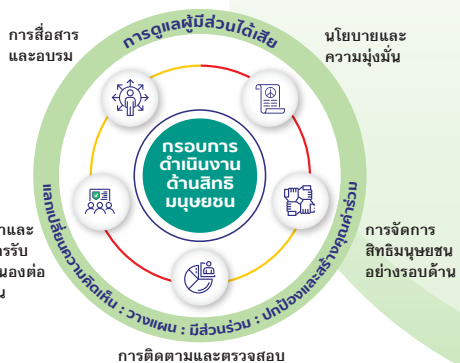 การดูแลผู้มีส่วนได้เสีย
การสื่อสาร
และอบรม
นโยบายและ
ความมุ่งมั่น
กรอบการ
ดำเนินงาน
ด้านสิทธิ
มนุษยชน
การจัดการ
สิทธิมนุษยชน
อย่างรอบด้าน
แลกเปลี่ยนความคิดเห็น : วางแผน : มีส่วนร่วม : ปกป้องและสร้างคุณค่าร่วม
การติดตามและตรวจสอบ